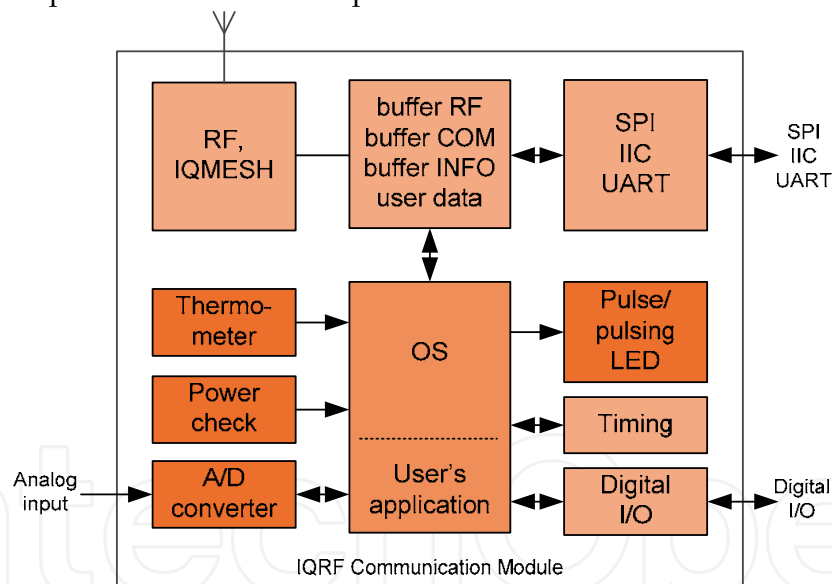 RF,
IQMESH
buffer RF
buffer COM
buffer INFO
user data
SPI
IIC
UART
SPI
IIC
UART
Thermo-
meter
Power
check
A/D
converter
OS
User's
application
Pulse/
pulsing
LED
Timing
Digital
I/O
Analog
input
Digital
I/O
IQRF Communication Module